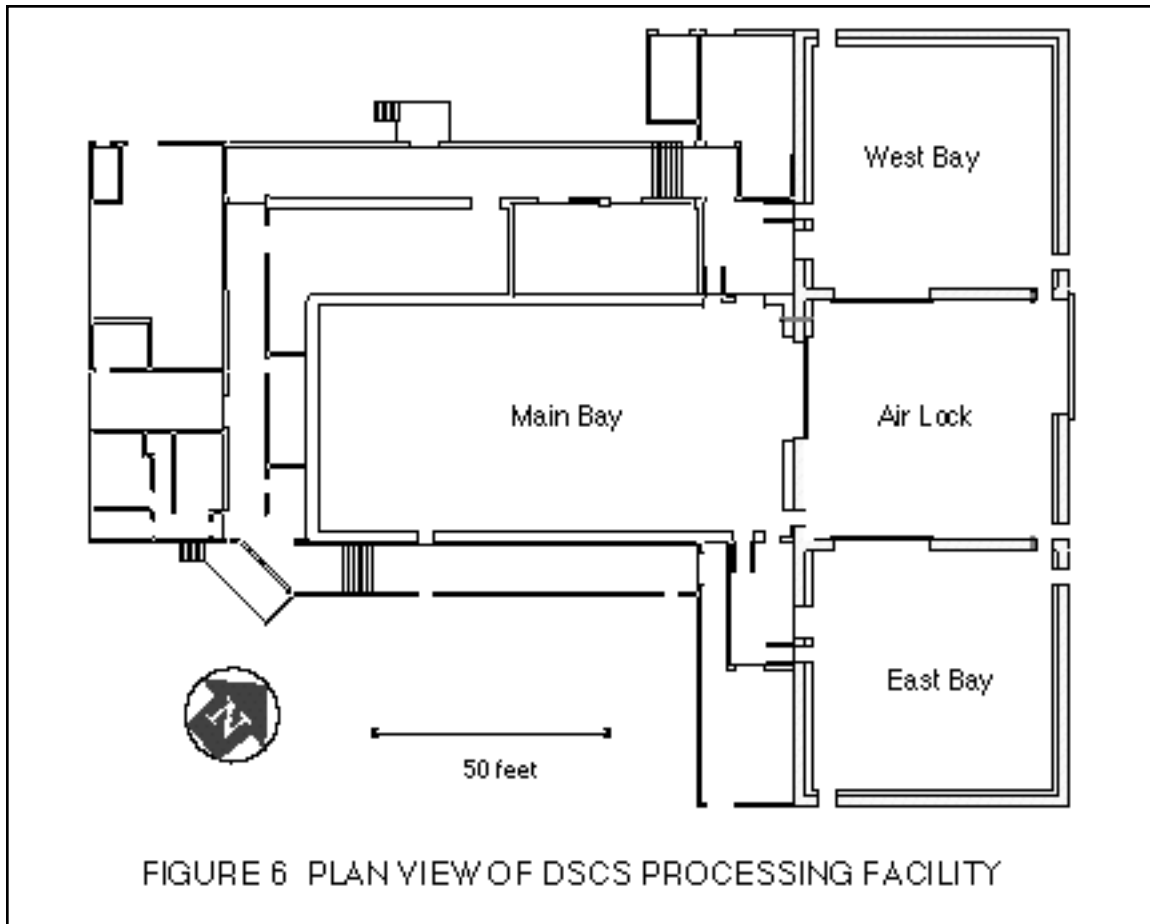 West Bay
Main Bay
Air Lock
East Bay
N
50 feet
FIGURE 6 PLAN VIEW OF DSCS PROCESSING FACILITY